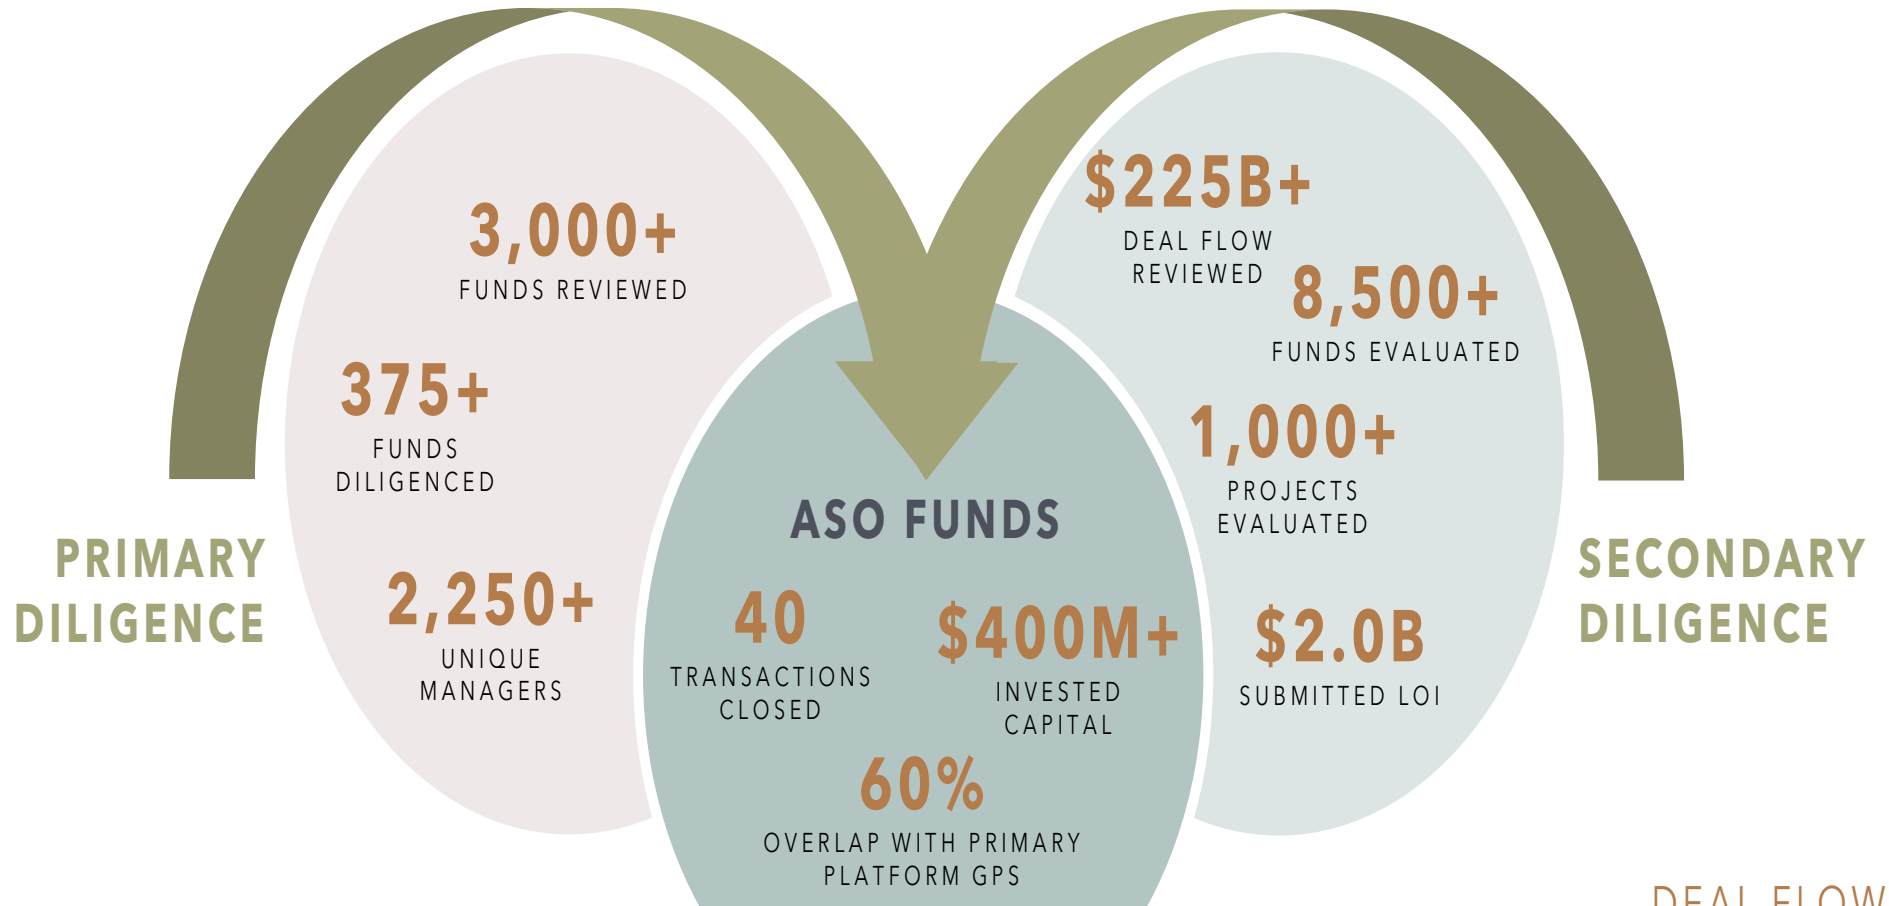 3,000+
FUNDS REVIEWED
375+
FUNDS
DILIGENCED
2,250+
UNIQUE
MANAGERS
PRIMARY
DILIGENCE
ASO FUNDS
40
TRANSACTIONS
CLOSED
$400M+
INVESTED
CAPITAL
60%
OVERLAP WITH PRIMARY
PLATFORM GPS
$225B+
DEAL FLOW
REVIEWED
8,500+
FUNDS EVALUATED
1,000+
PROJECTS
EVALUATED
$2.0B
SUBMITTED LOI
SECONDARY
DILIGENCE
DEAL FLOW